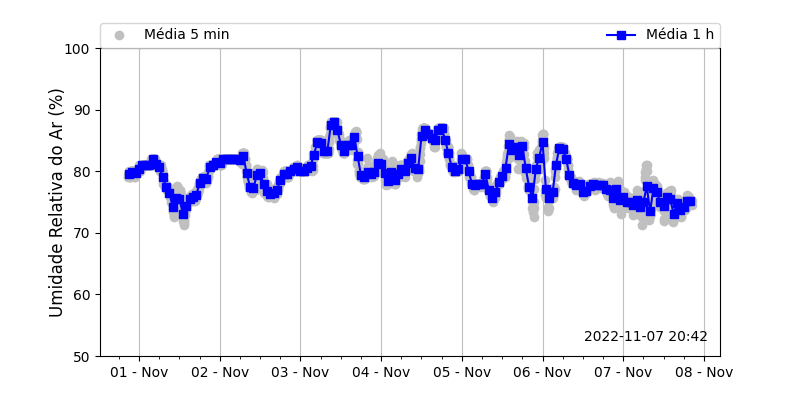 Média 5 min
Média 1 h
Umidade Relativa do Ar (%)
100
90
80
70
60
50
2022-11-07 20:42
01 - Nov
02 - Nov
03 - Nov
04 - Nov
05 - Nov
06 - Nov
07 - Nov
08 - Nov